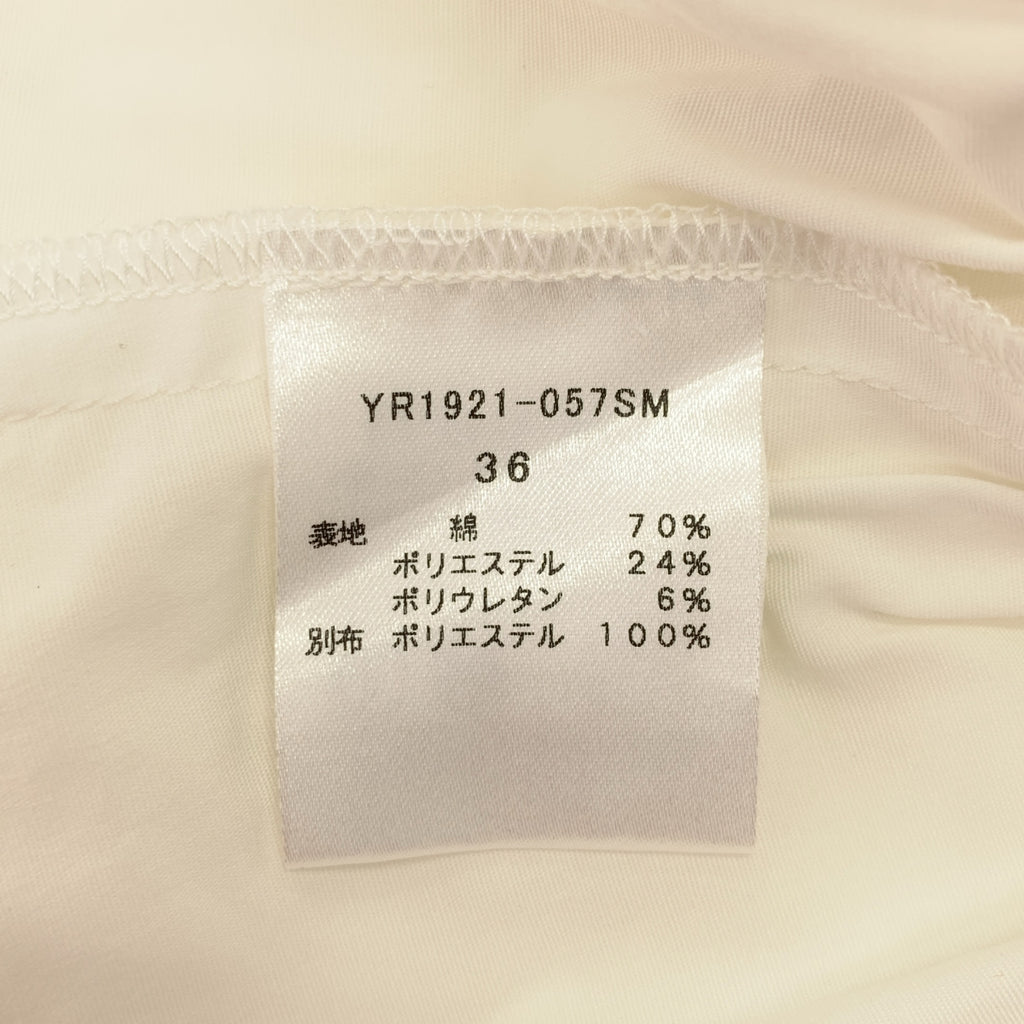 YR1921-057SM
36
表地 綿 70%
ポリエステル 24%
ポリウレタン 6%
別布 ポリエステル 100%